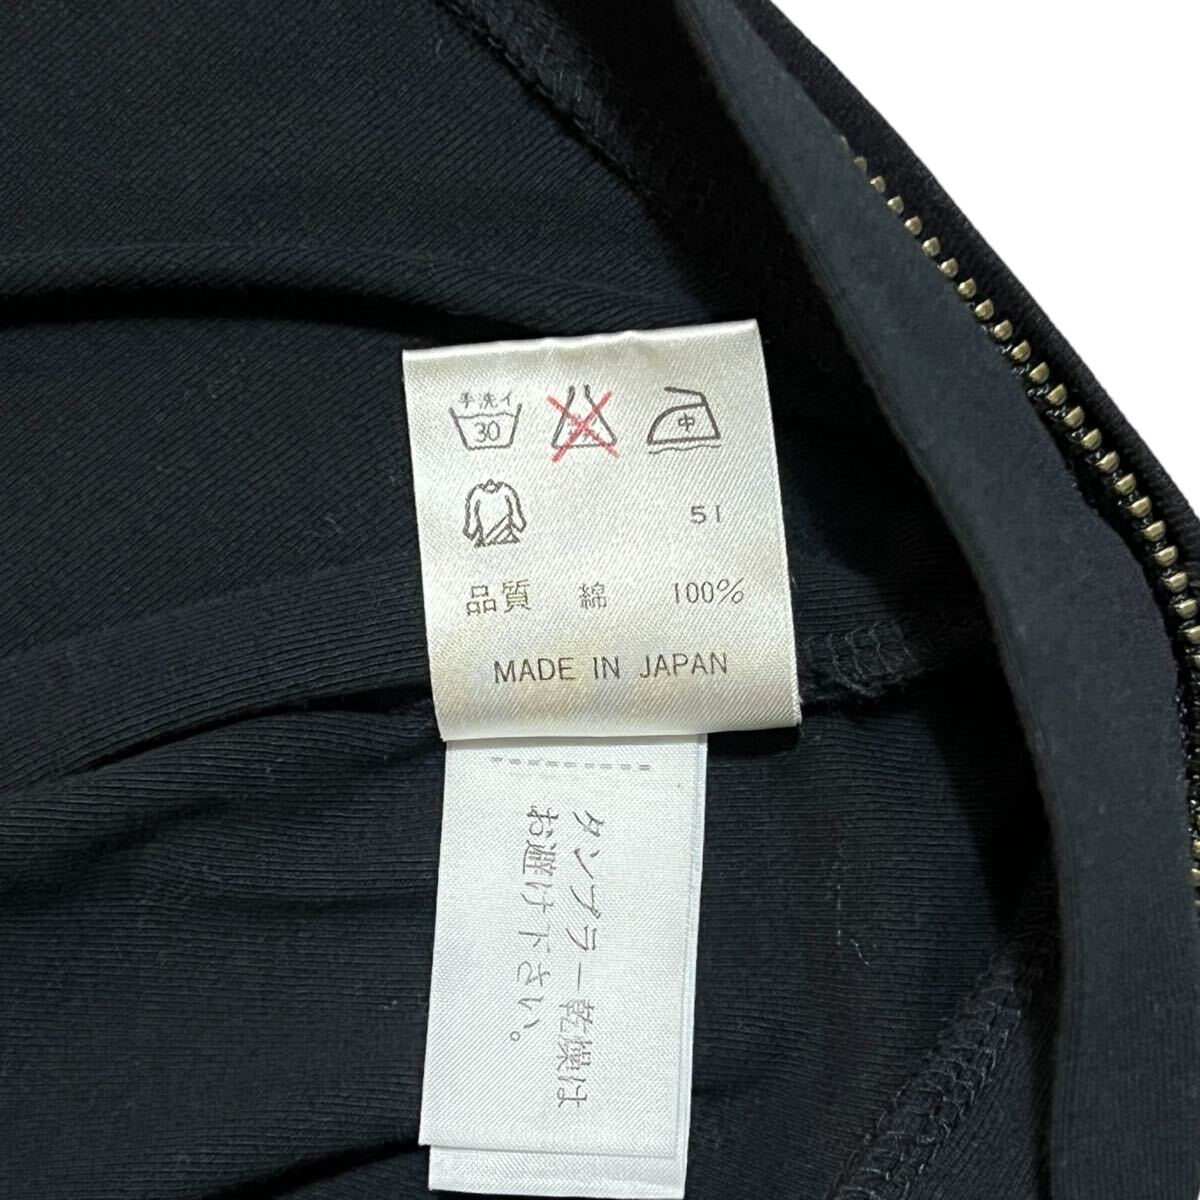 手洗イ
30
中
51
品質 綿 100%
MADE IN JAPAN
タンブラー乾燥は
お避け下さい。